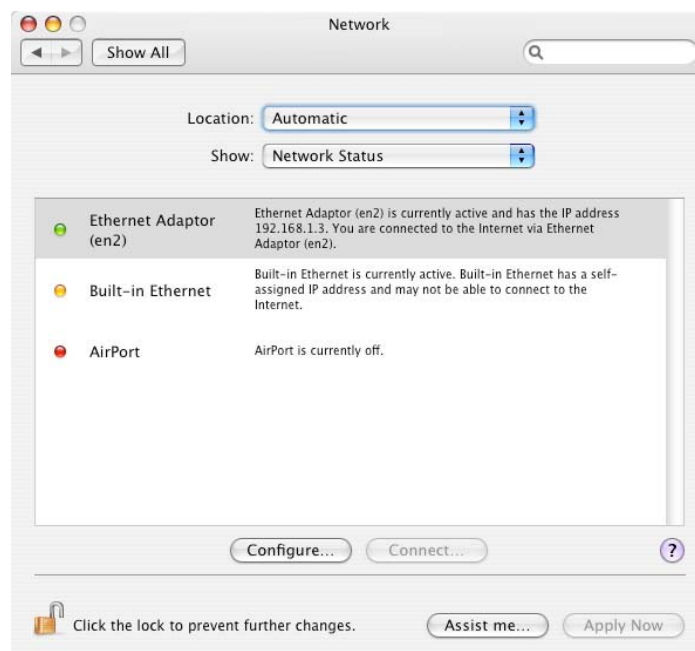 Network
Show All
Location: Automatic
Show: Network Status
Ethernet Adaptor
(en2)
Ethernet Adaptor (en2) is currently active and has the IP address
192.168.1.3. You are connected to the Internet via Ethernet
Adaptor (en2).
Built-in Ethernet
Built-in Ethernet is currently active. Built-in Ethernet has a self-
assigned IP address and may not be able to connect to the
Internet.
AirPort
AirPort is currently off.
Configure... Connect... ?
Click the lock to prevent further changes. Assist me... Apply Now